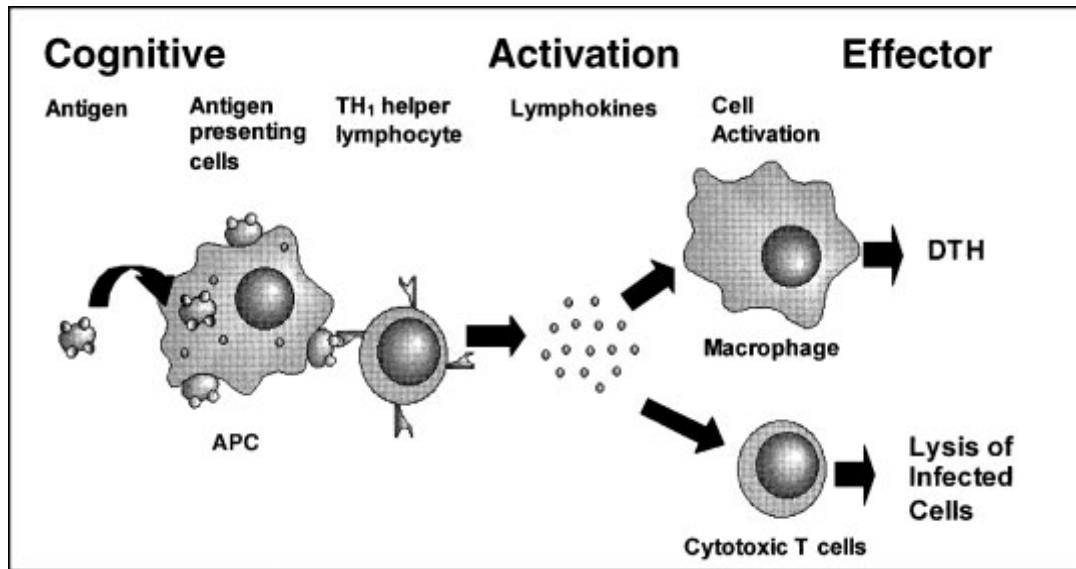 Cognitive
Activation
Effector
Antigen
Antigen
presenting
cells
TH₁ helper
lymphocyte
Lymphokines
Cell
Activation
DTH
Macrophage
APC
Lysis of
Infected
Cells
Cytotoxic T cells